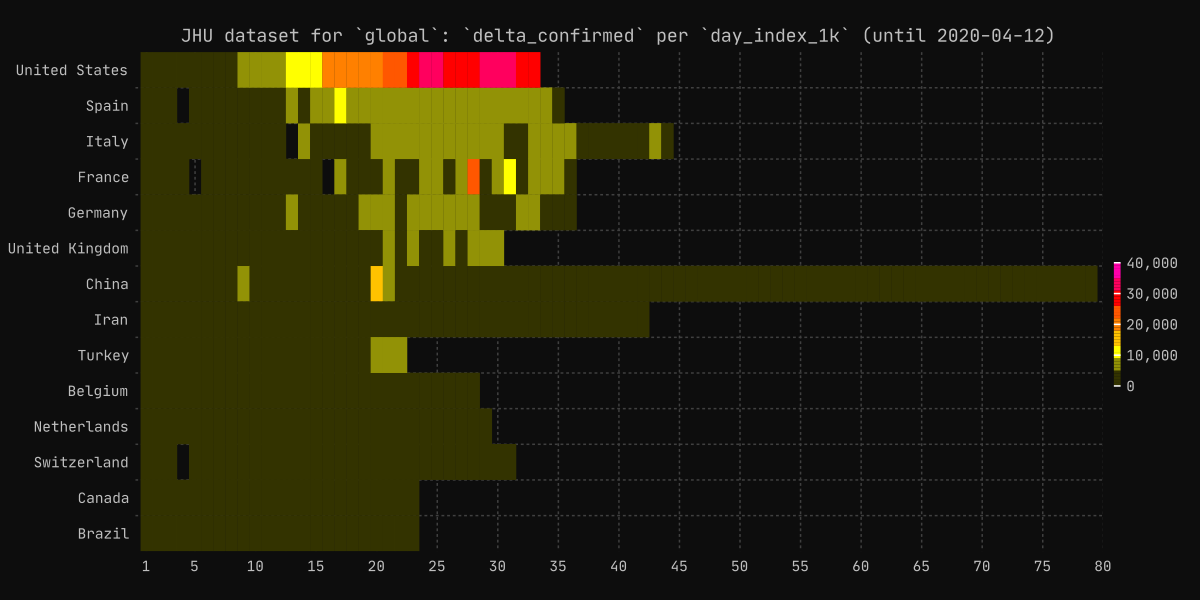 JHU dataset for `global`: `delta_confirmed` per `day_index_1k` (until 2020-04-12)
United States
Spain
Italy
France
Germany
United Kingdom
China
Iran
Turkey
Belgium
Netherlands
Switzerland
Canada
Brazil
1 5 10 15 20 25 30 35 40 45 50 55 60 65 70 75 80
40,000
30,000
20,000
10,000
0